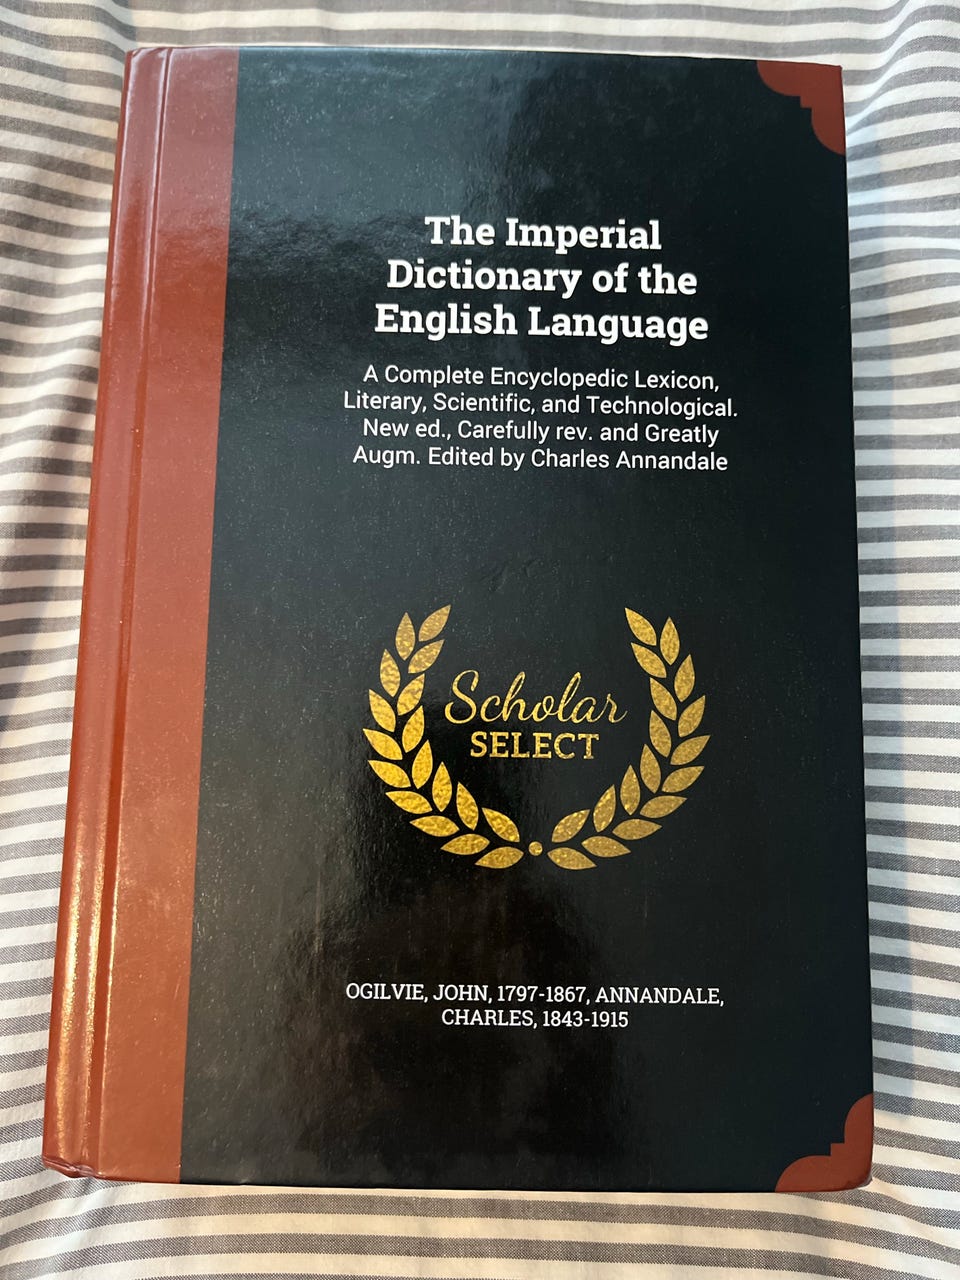 The Imperial
Dictionary of the
English Language
A Complete Encyclopedic Lexicon,
Literary, Scientific, and Technological.
New ed., Carefully rev. and Greatly
Augm. Edited by Charles Annandale
Scholar
SELECT
OGILVIE, JOHN, 1797-1867, ANNANDALE,
CHARLES, 1843-1915